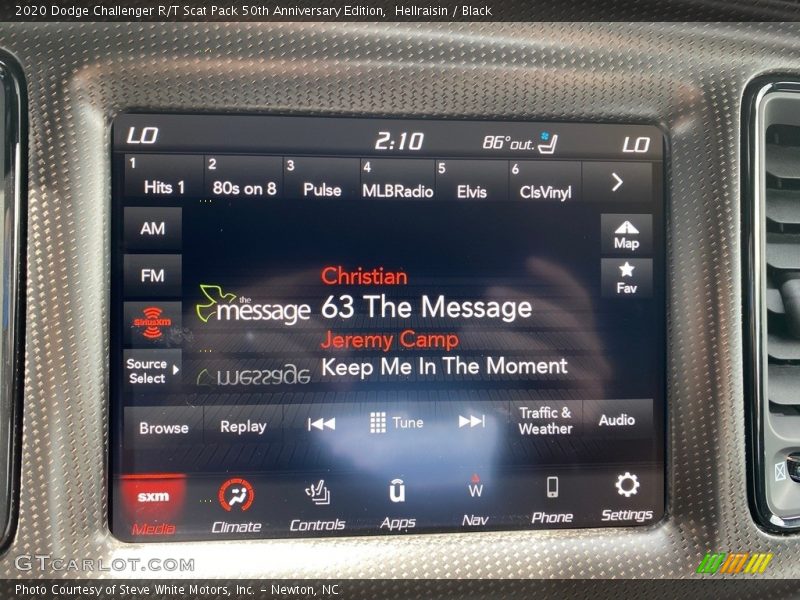 2020 Dodge Challenger R/T Scat Pack 50th Anniversary Edition, Hellraisin / Black
LO 2:10 86°out. LO
1 Hits 1 2 80s on 8 3 Pulse 4 MLBRadio 5 Elvis 6 ClsVinyl
AM
Map
FM
Fav
Christian
the message 63 The Message
siriusxm
Jeremy Camp
Source Select
Keep Me In The Moment
message
Browse Replay Tune Traffic & Weather Audio
sxm W
Media Climate Controls Apps Nav Phone Settings
GTCARLOT.COM
Photo Courtesy of Steve White Motors, Inc. – Newton, NC